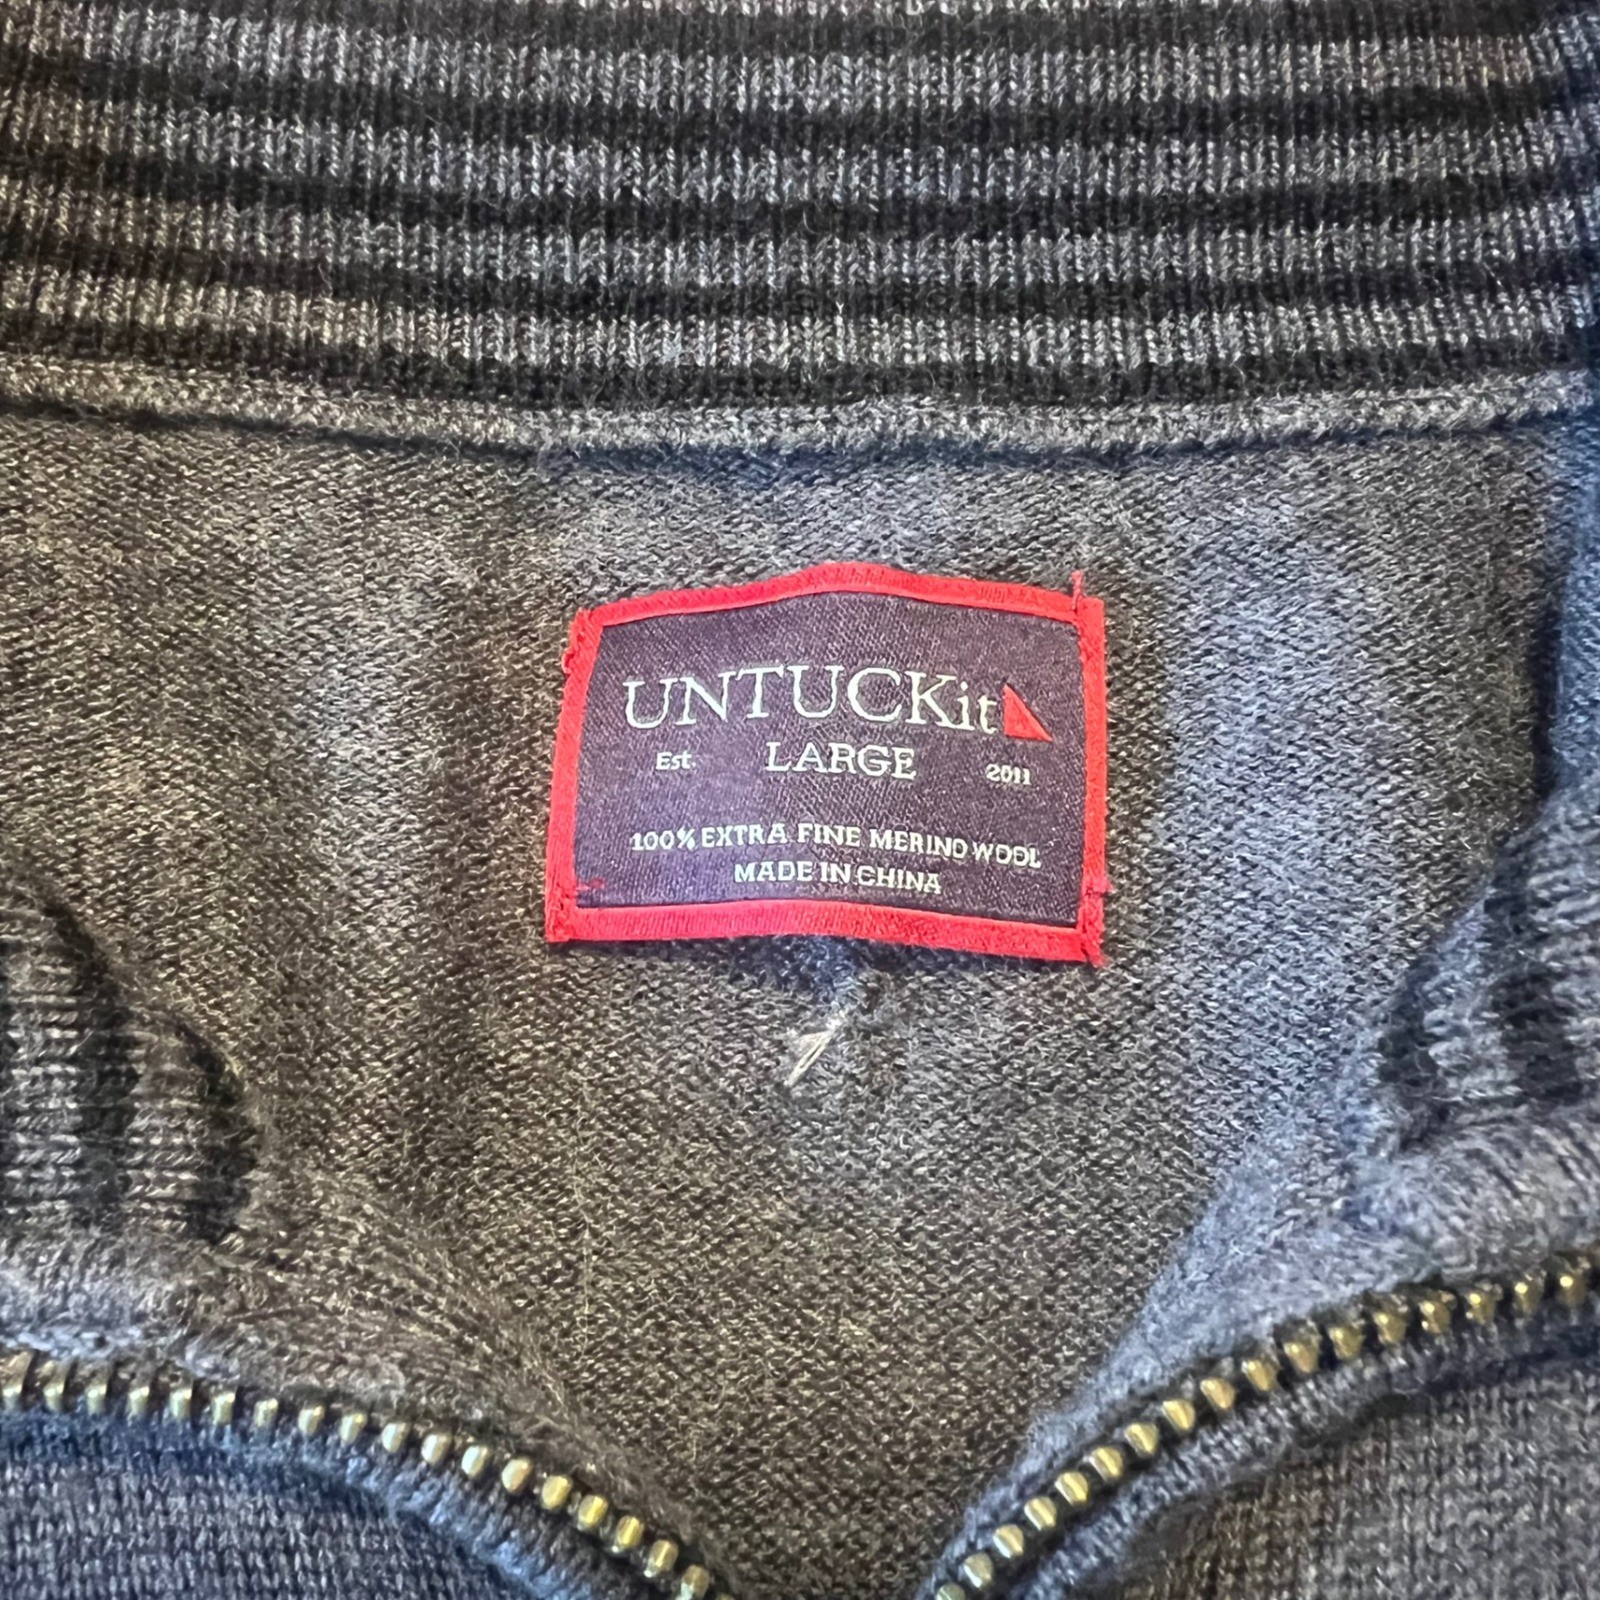 UNTUCKit
Est. LARGE 2011
100% EXTRA FINE MERINO WOOL
MADE IN CHINA